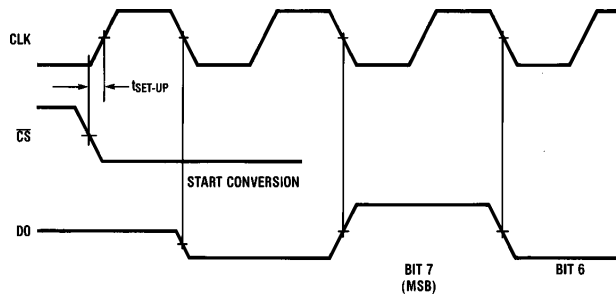 CLK
tSET-UP
CS
START CONVERSION
DO
BIT 7
(MSB)
BIT 6